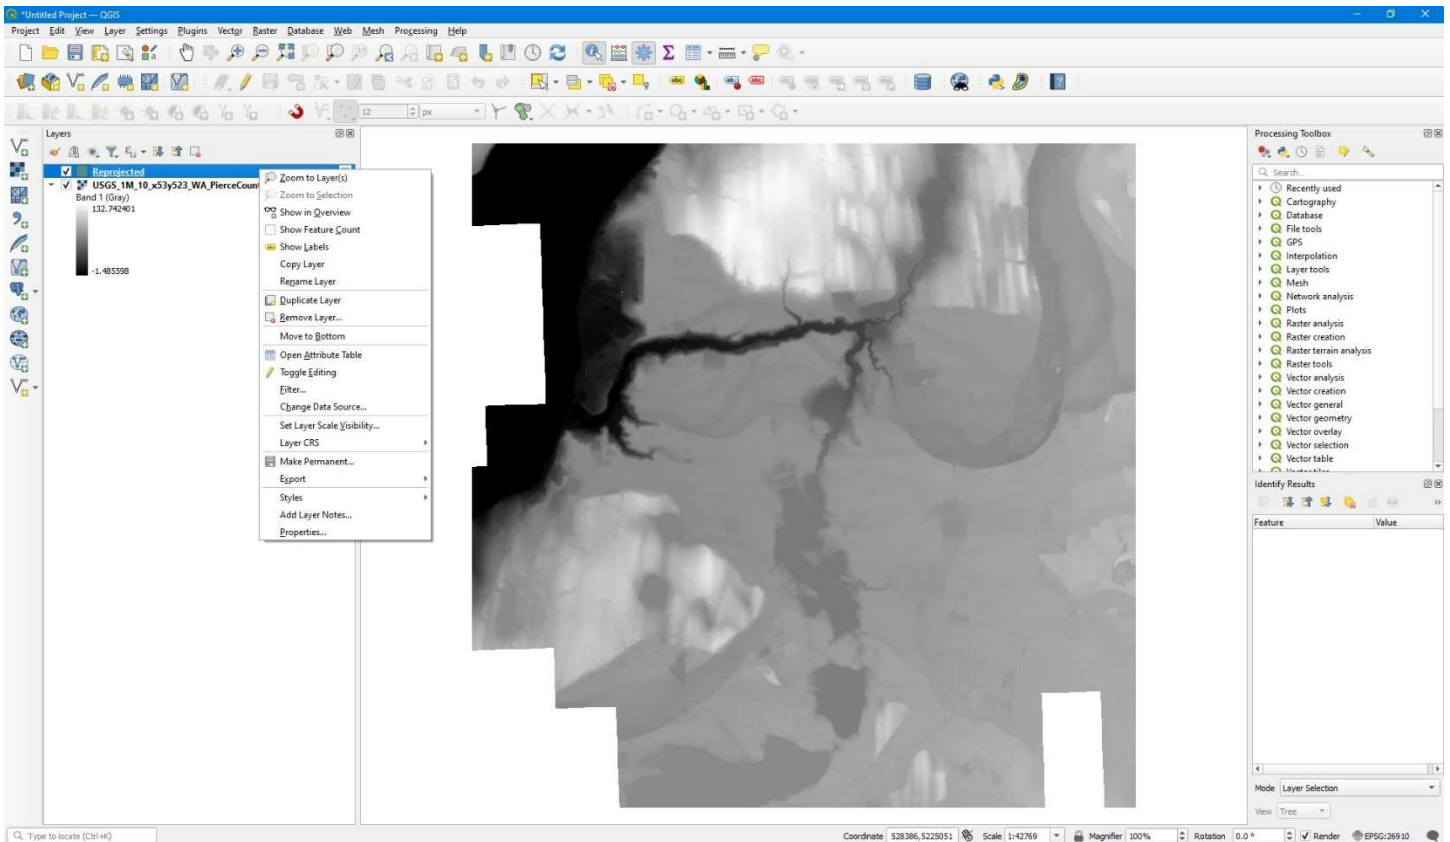 *Untitled Project — QGIS
Project Edit View Layer Settings Plugins Vector Raster Database Web Mesh Processing Help
12 px
Layers
Reprojected
USGS_1M_10_x53y523_WA_PierceCoun
Band 1 (Gray)
132.742401
-1.485598
Zoom to Layer(s)
Zoom to Selection
Show in Overview
Show Feature Count
Show Labels
Copy Layer
Rename Layer
Duplicate Layer
Remove Layer...
Move to Bottom
Open Attribute Table
Toggle Editing
Filter...
Change Data Source...
Set Layer Scale Visibility...
Layer CRS
Make Permanent...
Export
Styles
Add Layer Notes...
Properties...
Processing Toolbox
Search...
Recently used
Cartography
Database
File tools
GPS
Interpolation
Layer tools
Mesh
Network analysis
Plots
Raster analysis
Raster creation
Raster terrain analysis
Raster tools
Vector analysis
Vector creation
Vector general
Vector geometry
Vector overlay
Vector selection
Vector table
Identify Results
Feature Value
Mode Layer Selection
View Tree
Type to locate (Ctrl+K) Coordinate 528386,5225051 Scale 1:42769 Magnifier 100% Rotation 0.0 ° Render EPSG:26910